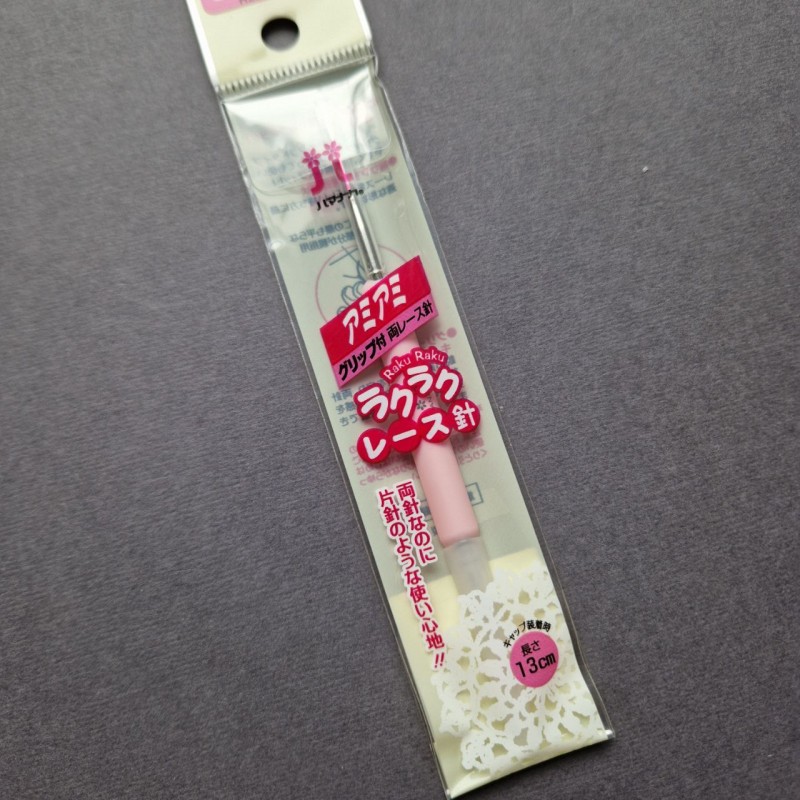 ハマナカ®
アミアミ
グリップ付 両レース針
Raku Raku
ラクラク
レース針
両針なのに
片針のような使い心地!!
キャップ装着時
長さ
13cm